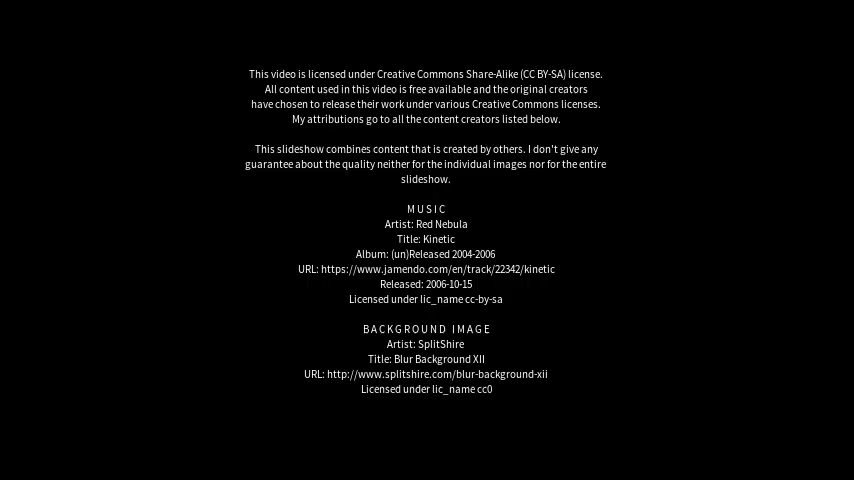 This video is licensed under Creative Commons Share-Alike (CC BY-SA) license.
All content used in this video is free available and the original creators
have chosen to release their work under various Creative Commons licenses.
My attributions go to all the content creators listed below.
This slideshow combines content that is created by others. I don't give any
guarantee about the quality neither for the individual images nor for the entire
slideshow.
MUSIC
Artist: Red Nebula
Title: Kinetic
Album: (un)Released 2004-2006
URL: https://www.jamendo.com/en/track/22342/kinetic
Released: 2006-10-15
Licensed under lic_name cc-by-sa
BACKGROUND IMAGE
Artist: SplitShire
Title: Blur Background XII
URL: http://www.splitshire.com/blur-background-xii
Licensed under lic_name cc0